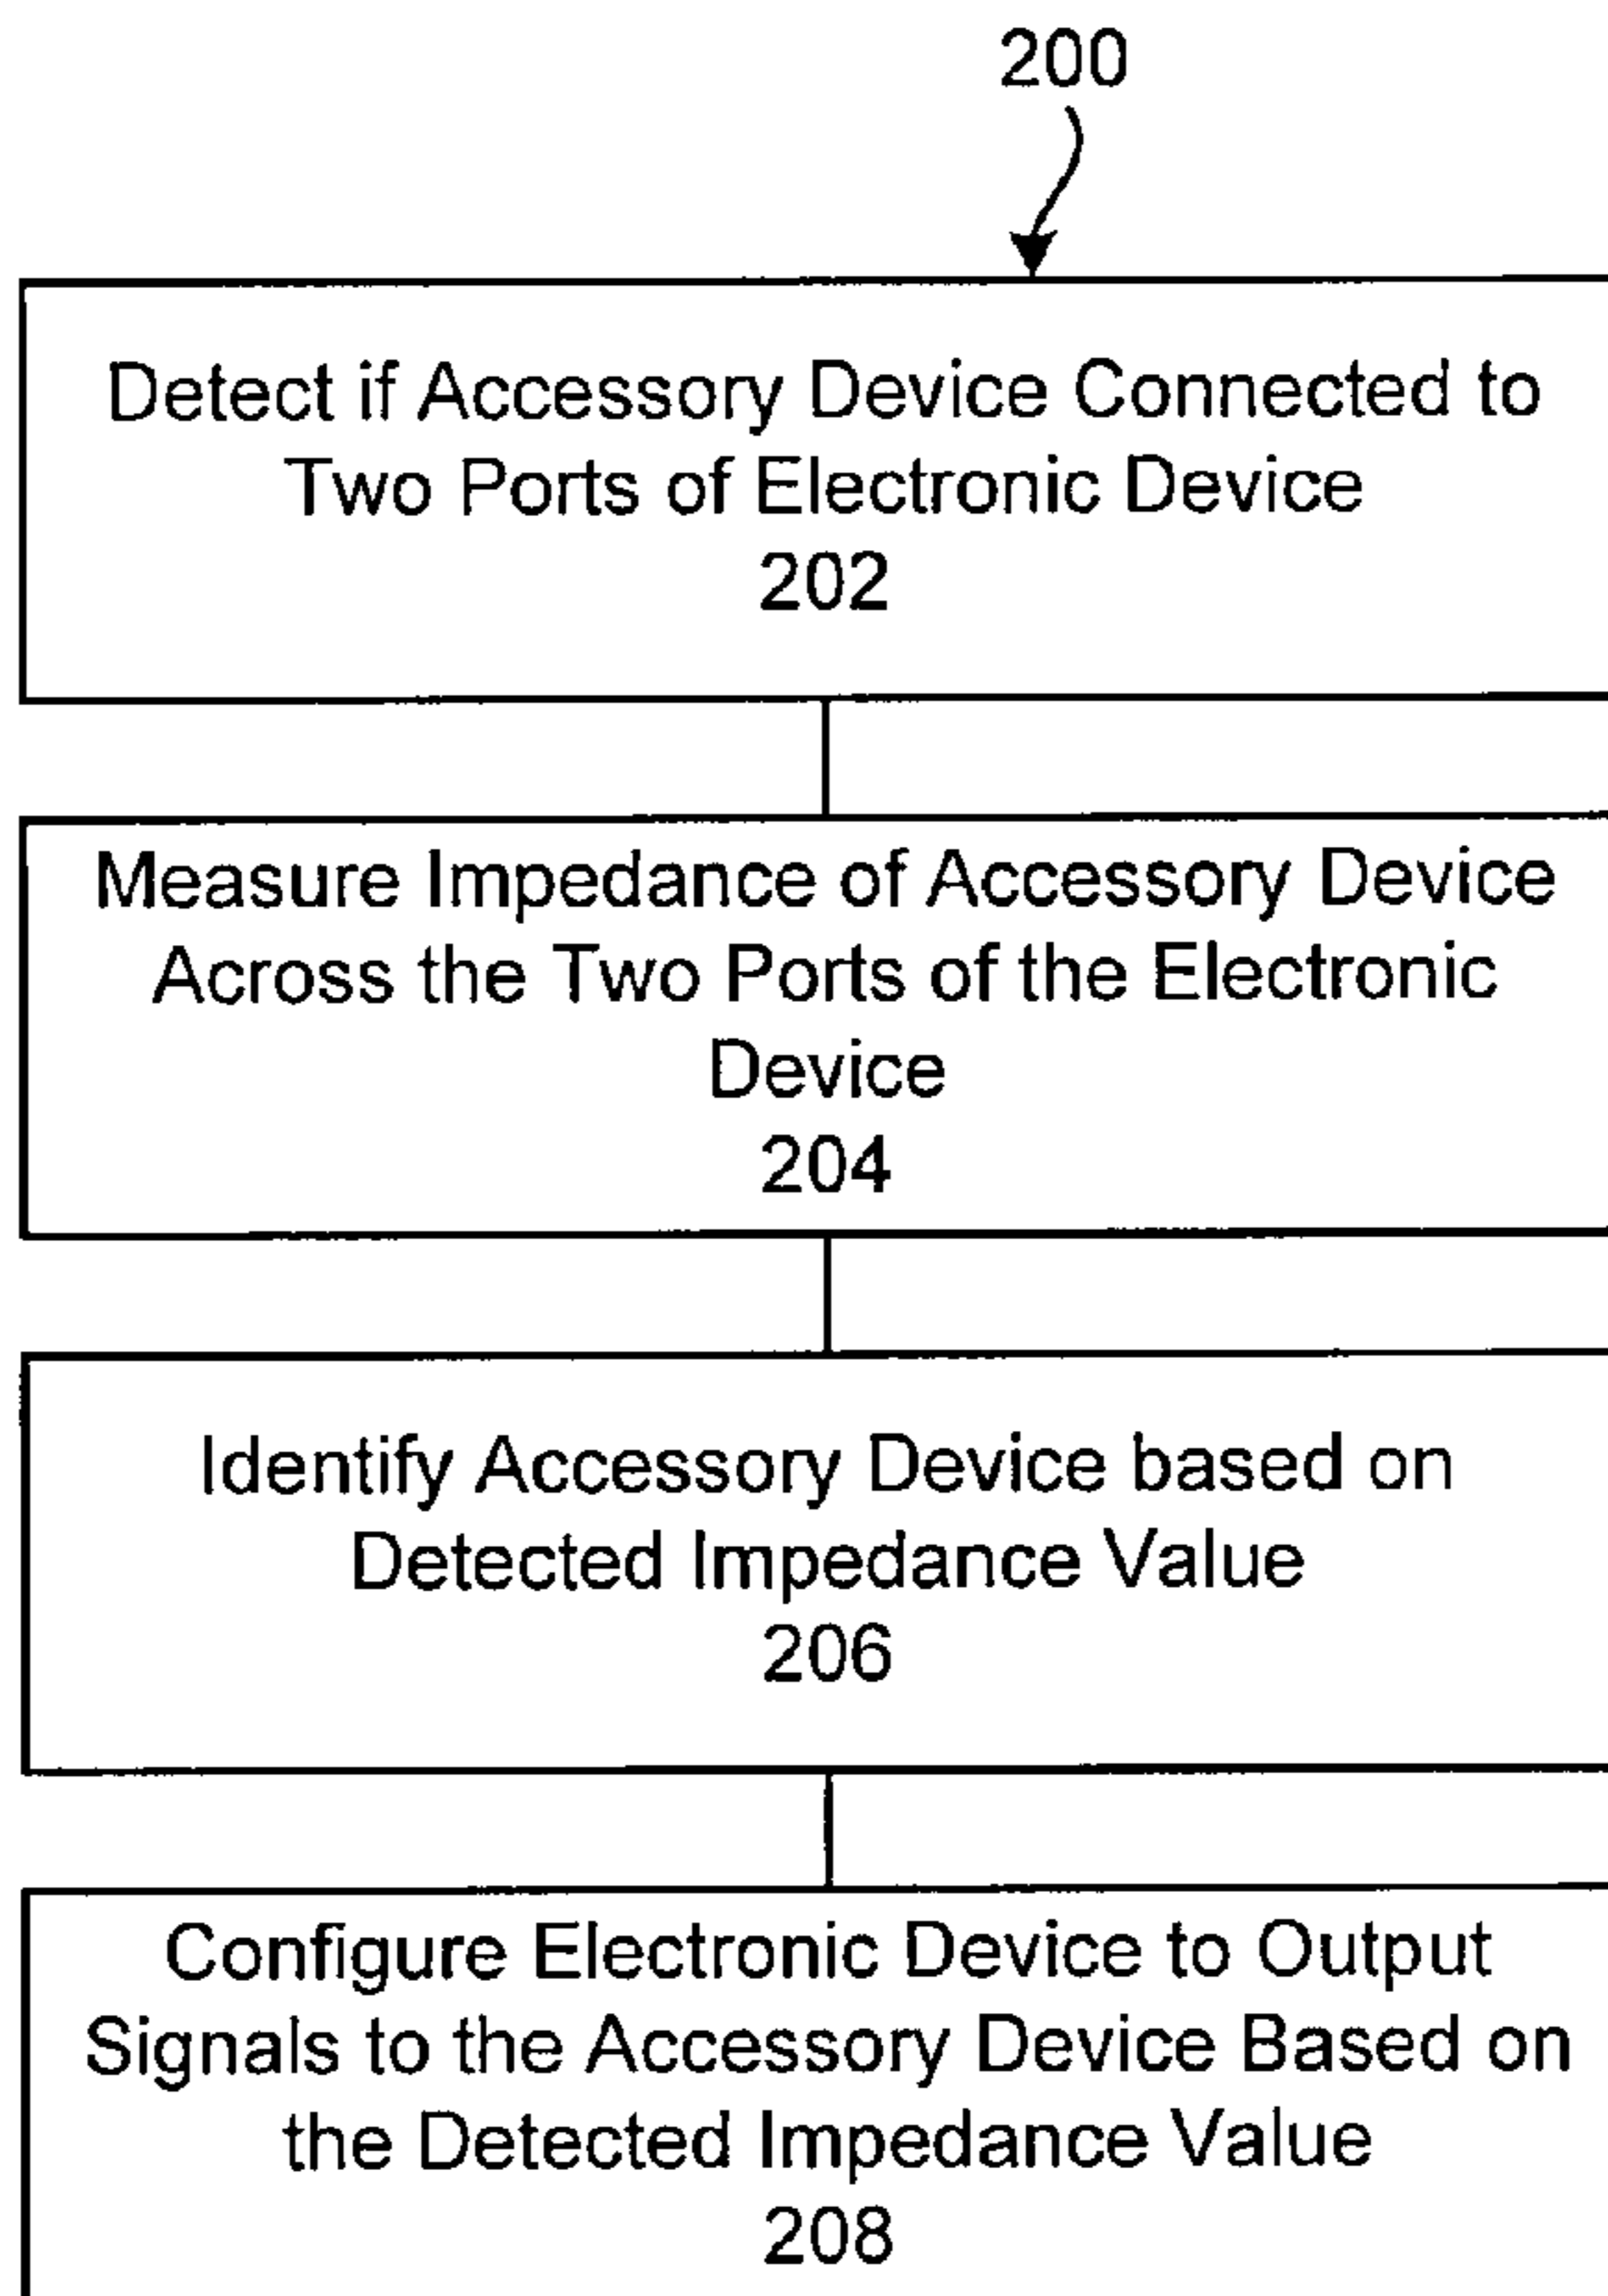 200
Detect if Accessory Device Connected to
Two Ports of Electronic Device
202
Measure Impedance of Accessory Device
Across the Two Ports of the Electronic
Device
204
Identify Accessory Device based on
Detected Impedance Value
206
Configure Electronic Device to Output
Signals to the Accessory Device Based on
the Detected Impedance Value
208